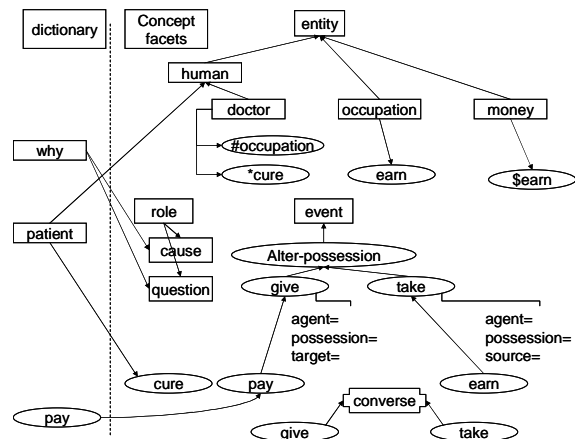 dictionary
Concept
facets
entity
human
doctor
occupation
money
#occupation
why
*cure
earn
$earn
role
event
patient
cause
Alter-possession
question
give
take
agent=
possession=
target=
agent=
possession=
source=
cure
pay
earn
converse
pay
give
take